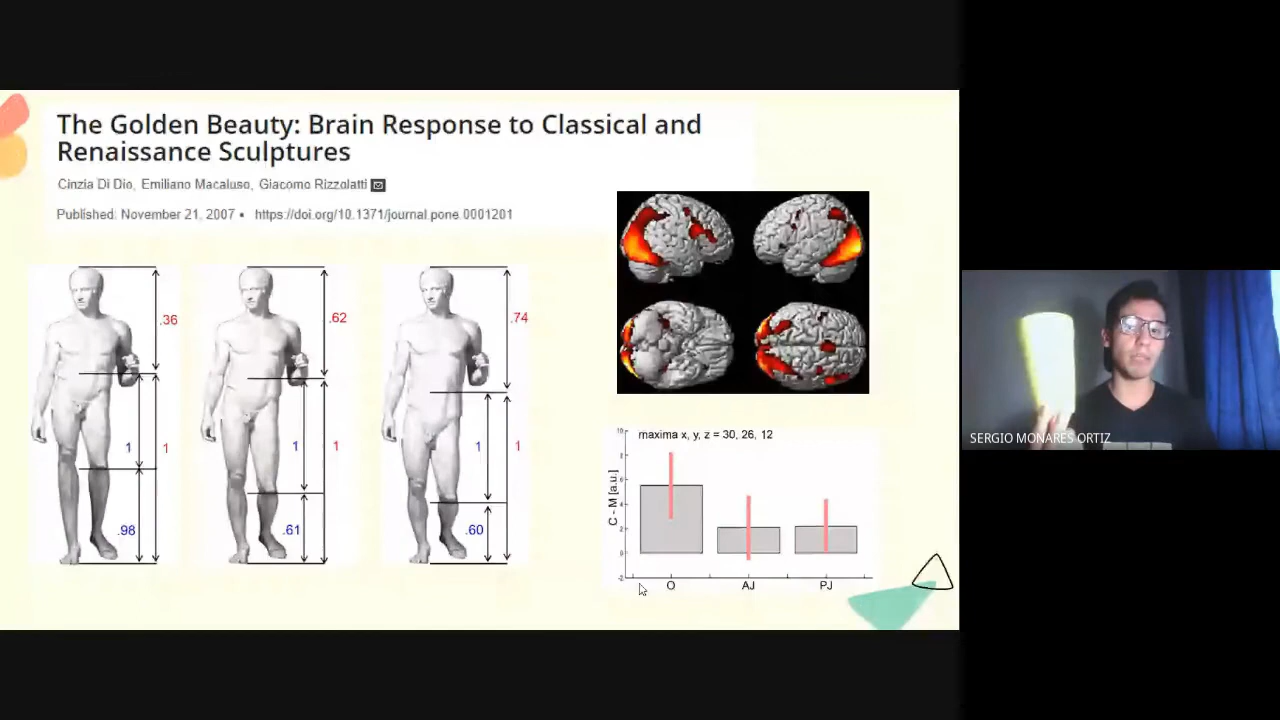 The Golden Beauty: Brain Response to Classical and
Renaissance Sculptures
Cinzia Di Dio, Emiliano Macaluso, Giacomo Rizzolatti
Published: November 21, 2007 • https://doi.org/10.1371/journal.pone.0001201
.36
1
1
.98
.62
1
1
.61
.74
1
1
.60
maxima x, y, z = 30, 26, 12
C - M [a.u.]
10
8
6
4
2
0
-2
O AJ PJ
SERGIO MONARES ORTIZ